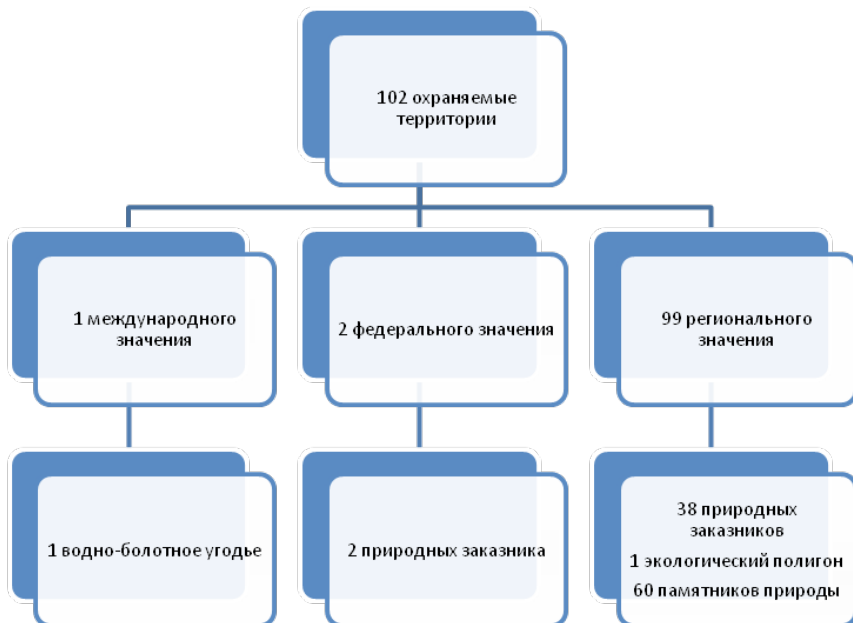 102 охраняемые
территории
1 международного
значения
2 федерального значения
99 регионального
значения
1 водно-болотное угодье
2 природных заказника
38 природных
заказников
1 экологический полигон
60 памятников природы